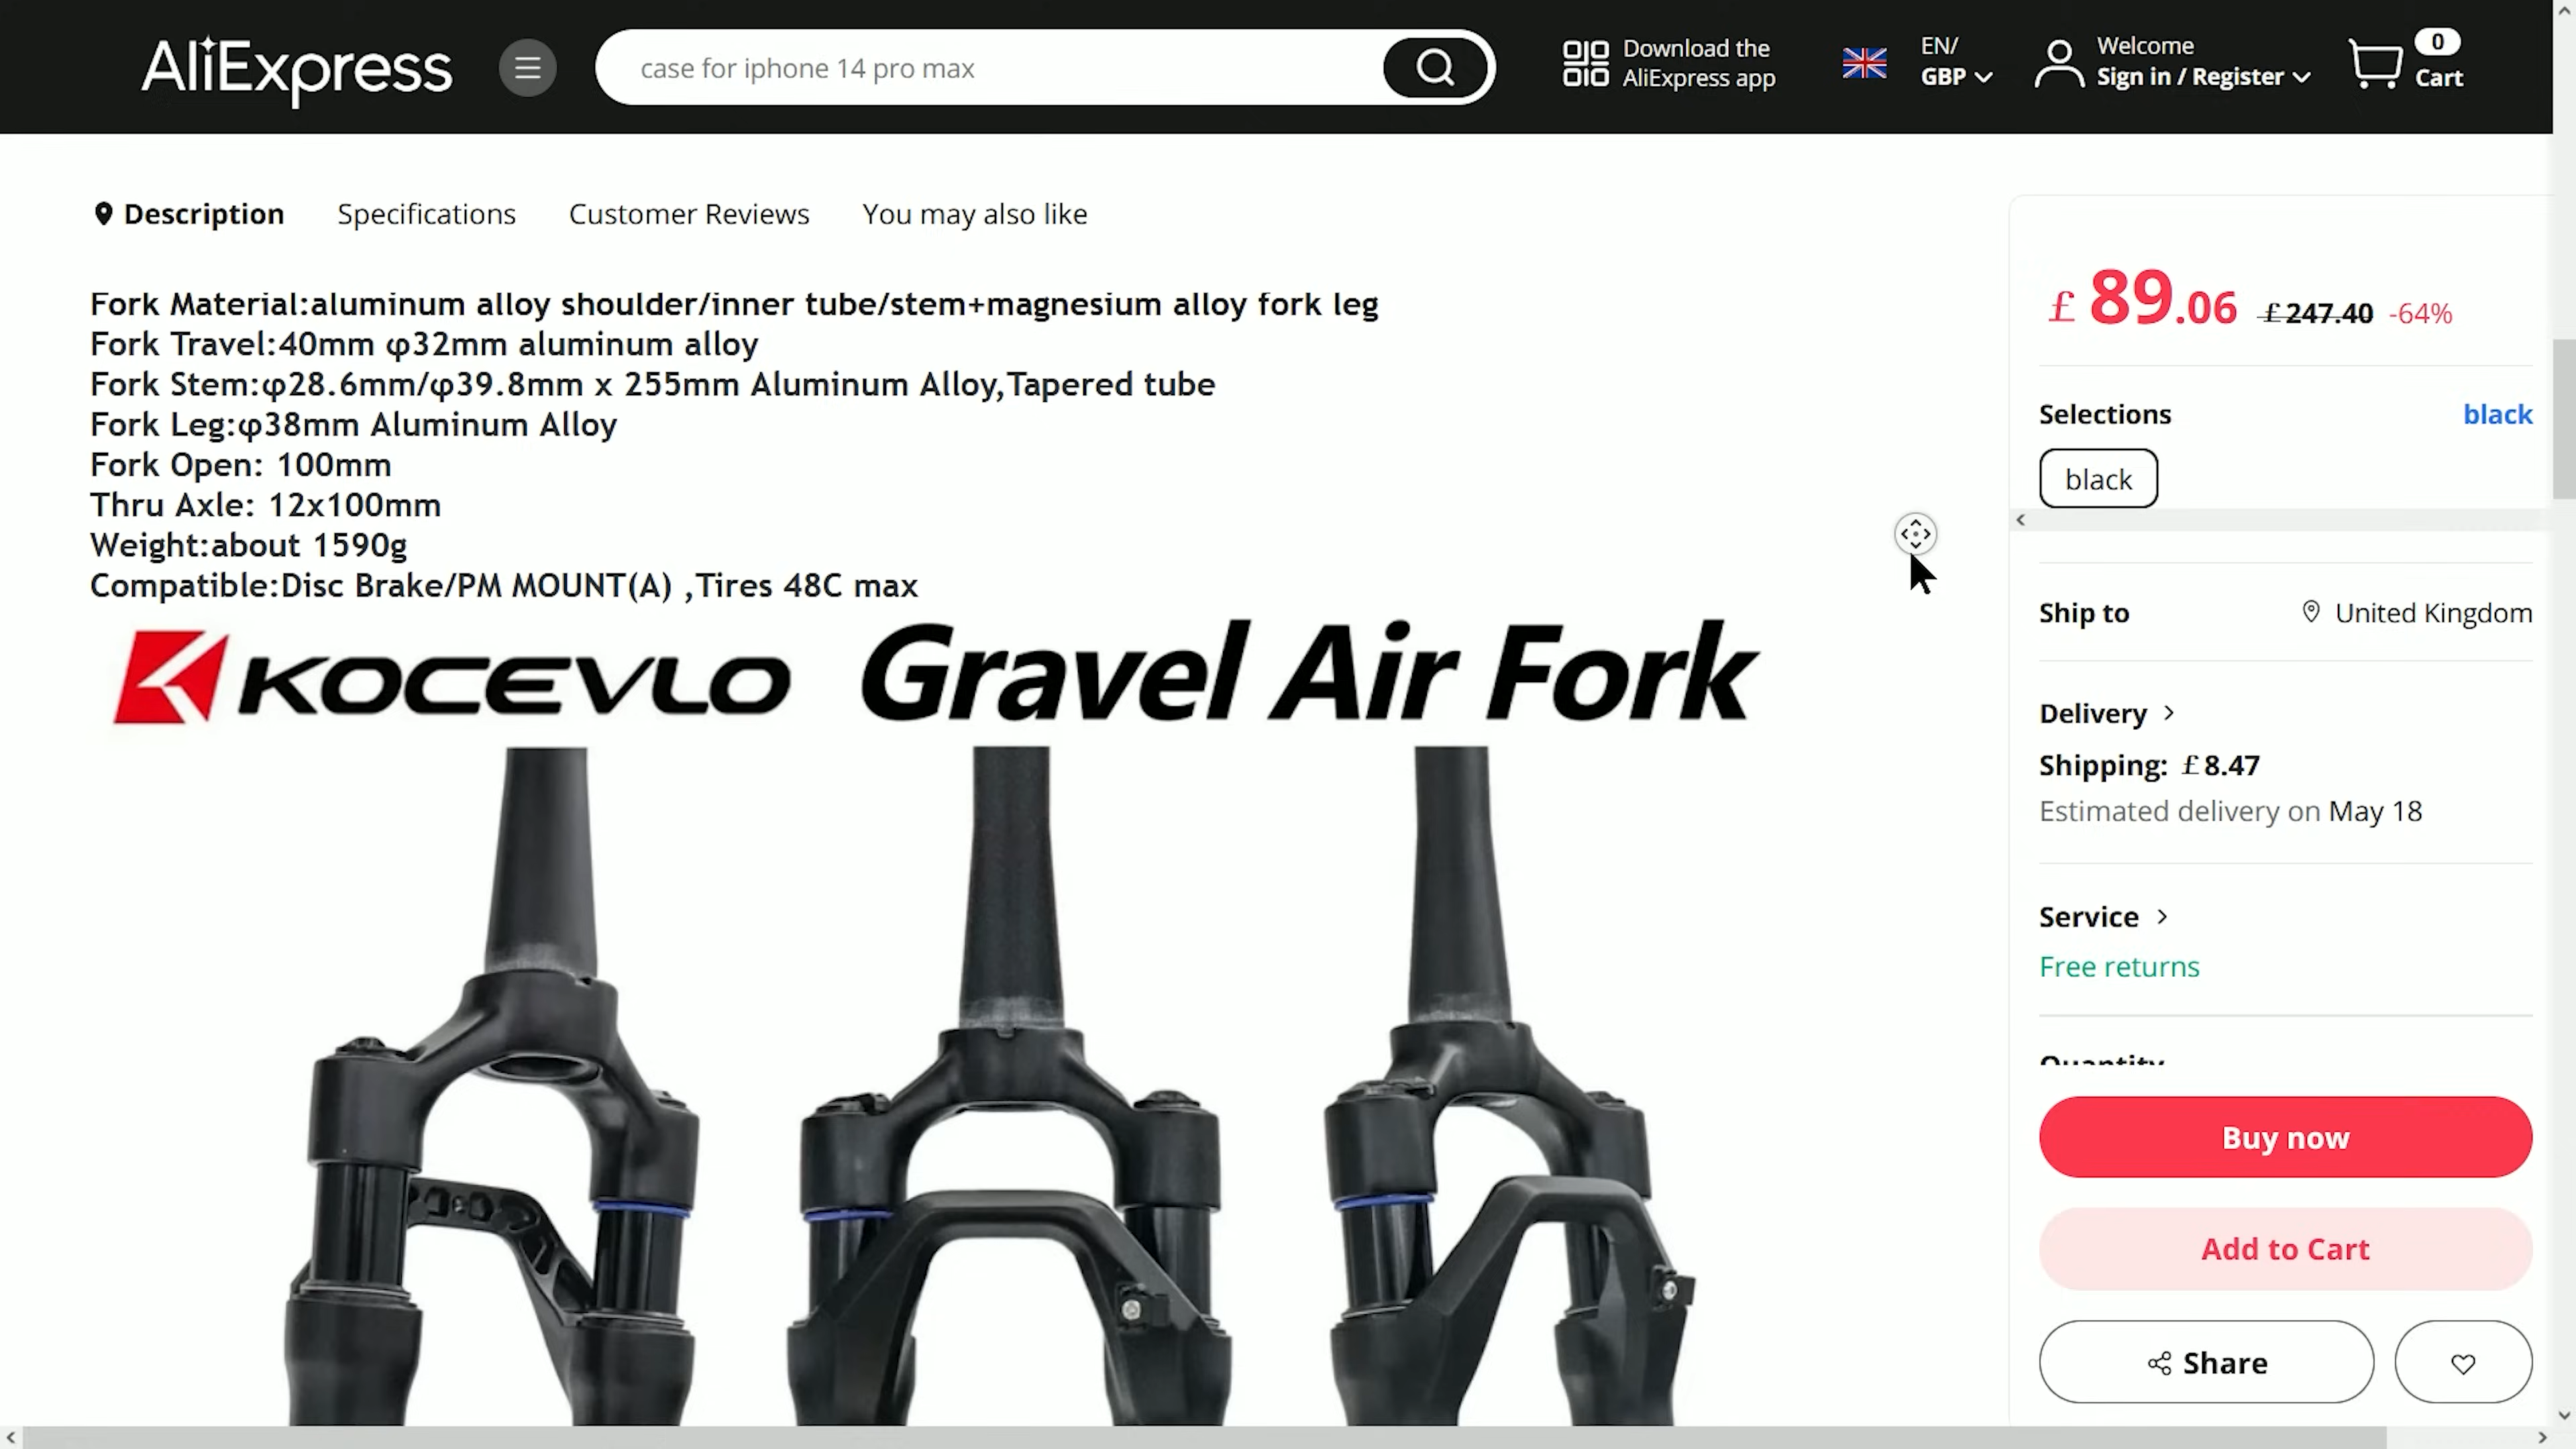 AliExpress
case for iphone 14 pro max
Download the
AliExpress app
EN/
GBP
Welcome
Sign in / Register
0
Cart
Description
Specifications
Customer Reviews
You may also like
Fork Material:aluminum alloy shoulder/inner tube/stem+magnesium alloy fork leg
Fork Travel:40mm φ32mm aluminum alloy
Fork Stem:φ28.6mm/φ39.8mm x 255mm Aluminum Alloy,Tapered tube
Fork Leg:φ38mm Aluminum Alloy
Fork Open: 100mm
Thru Axle: 12x100mm
Weight:about 1590g
Compatible:Disc Brake/PM MOUNT(A) ,Tires 48C max
KOCEVLO Gravel Air Fork
£89.06 £247.40 -64%
Selections
black
black
Ship to
United Kingdom
Delivery
Shipping: £8.47
Estimated delivery on May 18
Service
Free returns
Quantity
Buy now
Add to Cart
Share